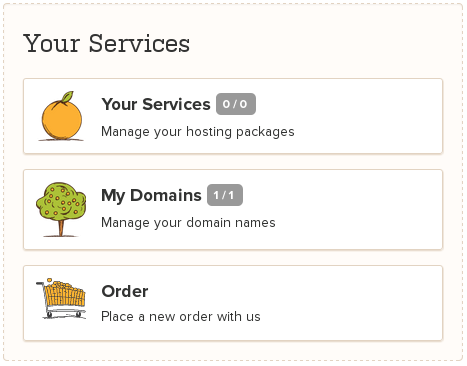 Your Services
Your Services 0 / 0
Manage your hosting packages
My Domains 1 / 1
Manage your domain names
Order
Place a new order with us